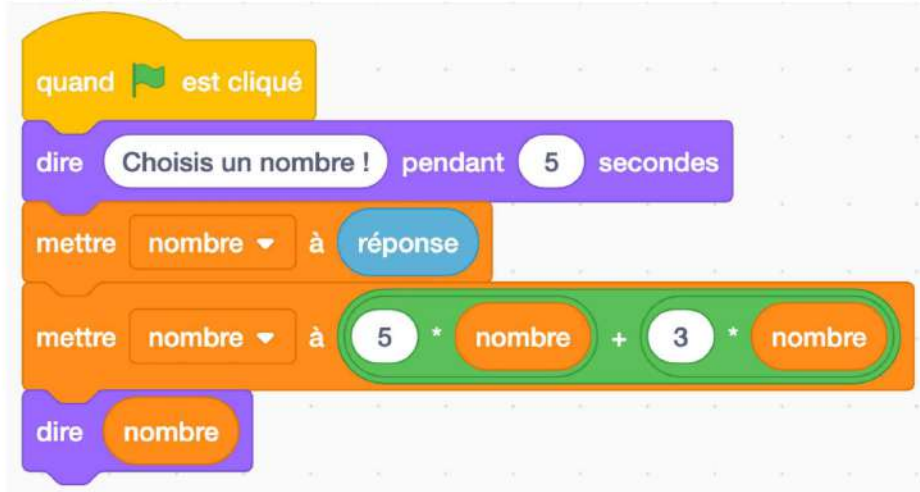 quand est cliqué
dire Choisis un nombre ! pendant 5 secondes
mettre nombre à réponse
mettre nombre à 5 * nombre + 3 * nombre
dire nombre